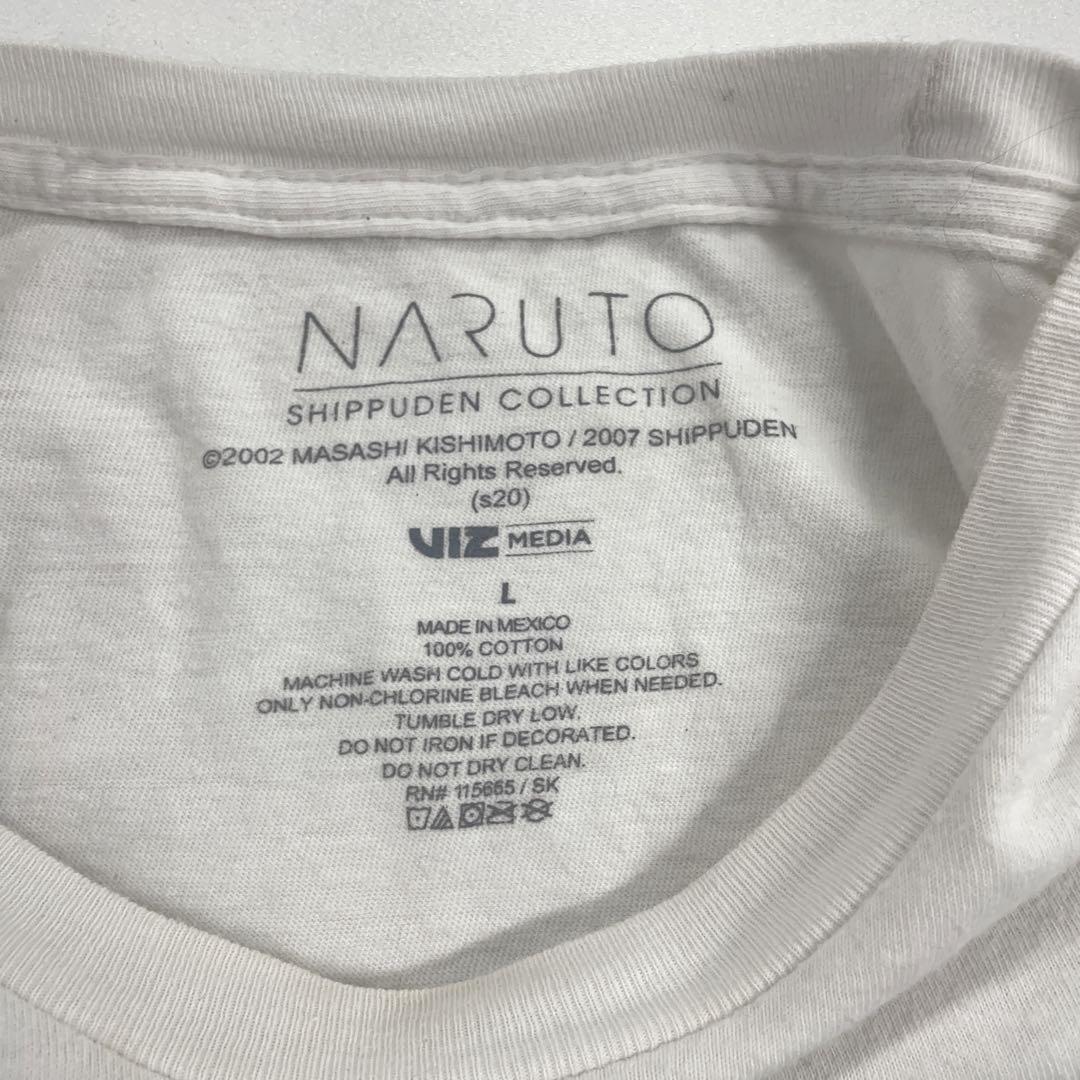 NARUTO
SHIPPUDEN COLLECTION
©2002 MASASHI KISHIMOTO / 2007 SHIPPUDEN
All Rights Reserved.
(s20)
VIZ MEDIA
L
MADE IN MEXICO
100% COTTON
MACHINE WASH COLD WITH LIKE COLORS
ONLY NON-CHLORINE BLEACH WHEN NEEDED.
TUMBLE DRY LOW.
DO NOT IRON IF DECORATED.
DO NOT DRY CLEAN.
RN# 115665 / SK